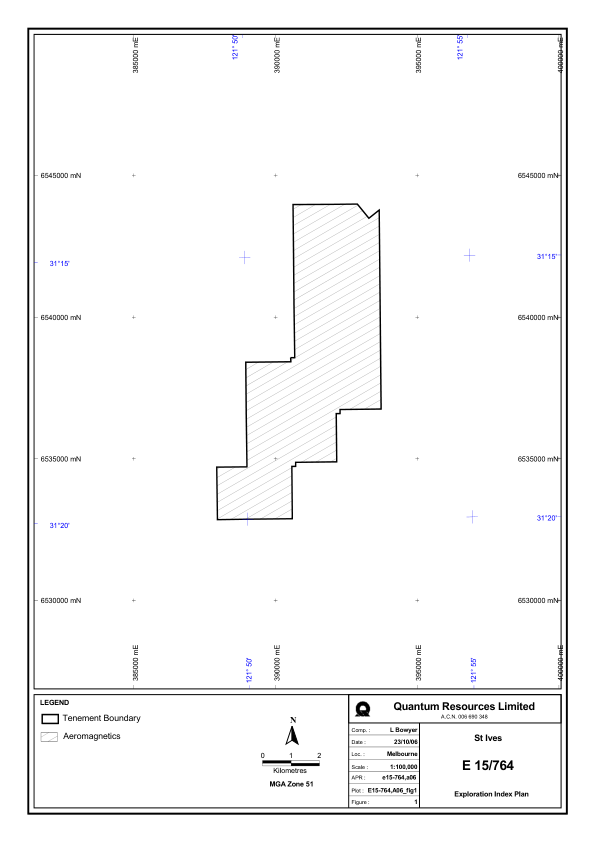 385000 mE
121° 50'
390000 mE
395000 mE
121° 55'
400000 mE
6545000 mN
6545000 mN
31°15'
31°15'
6540000 mN
6540000 mN
6535000 mN
6535000 mN
31°20'
31°20'
6530000 mN
6530000 mN
385000 mE
121° 50'
390000 mE
395000 mE
121° 55'
400000 mE
LEGEND
Tenement Boundary
Aeromagnetics
N
0 1 2
Kilometres
MGA Zone 51
Quantum Resources Limited
A.C.N. 006 690 348
Comp. : L Bowyer
Date : 23/10/06
Loc. : Melbourne
Scale : 1:100,000
APR : e15-764,a06
Plot : E15-764,A06_fig1
Figure : 1
St Ives
E 15/764
Exploration Index Plan